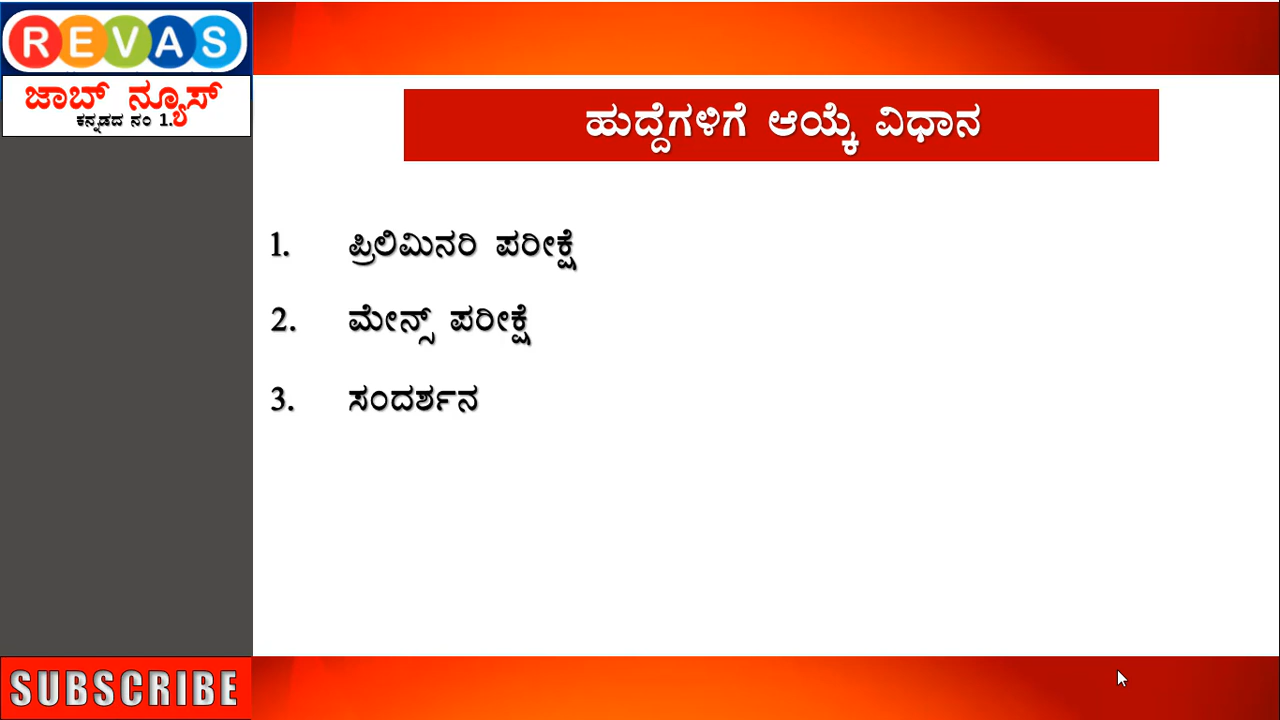 REVAS
ಜಾಬ್ ನ್ಯೂಸ್
ಕನ್ನಡದ ನಂ 1.
ಹುದ್ದೆಗಳಿಗೆ ಆಯ್ಕೆ ವಿಧಾನ
1. ಪ್ರಿಲಿಮಿನರಿ ಪರೀಕ್ಷೆ
2. ಮೇನ್ಸ್ ಪರೀಕ್ಷೆ
3. ಸಂದರ್ಶನ
SUBSCRIBE